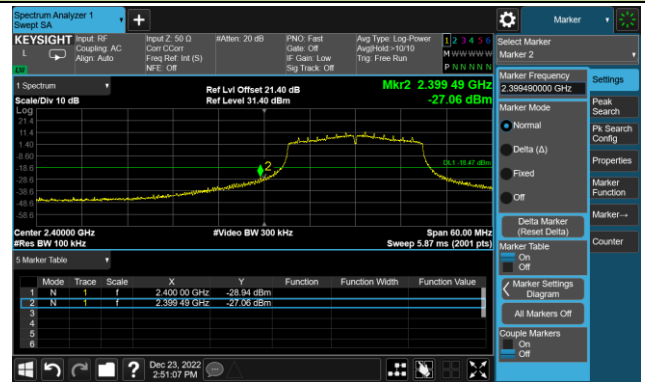 Spectrum Analyzer 1
Swept SA
Marker
KEYSIGHT
L
Input: RF
Coupling: AC
Align: Auto
Input Z: 50 Ω
Corr CCorr
Freq Ref: Int (S)
NFE: Off
#Atten: 20 dB
PNO: Fast
Gate: Off
IF Gain: Low
Sig Track: Off
Avg Type: Log-Power
Avg|Hold:>10/10
Trig: Free Run
1 2 3 4 5 6
M W W W W W
P N N N N N
LW
Select Marker
Marker 2
1 Spectrum
Scale/Div 10 dB
Log
Ref Lvl Offset 21.40 dB
Ref Level 31.40 dBm
Mkr2 2.399 49 GHz
-27.06 dBm
21.4
11.4
1.40
-8.60
-18.6
-28.6
-38.6
-48.6
-58.6
2
DL1 -18.47 dBm
Center 2.40000 GHz
#Res BW 100 kHz
#Video BW 300 kHz
Span 60.00 MHz
Sweep 5.87 ms (2001 pts)
5 Marker Table
Mode Trace Scale X Y Function Function Width Function Value
1 N 1 f 2.400 00 GHz -28.94 dBm
2 N 1 f 2.399 49 GHz -27.06 dBm
3
4
5
6
Marker Frequency
2.399490000 GHz
Marker Mode
Normal
Delta (Δ)
Fixed
Off
Delta Marker
(Reset Delta)
Marker Table
On
Off
Marker Settings
Diagram
All Markers Off
Couple Markers
On
Off
Settings
Peak
Search
Pk Search
Config
Properties
Marker
Function
Marker→
Counter
?
Dec 23, 2022
2:51:07 PM